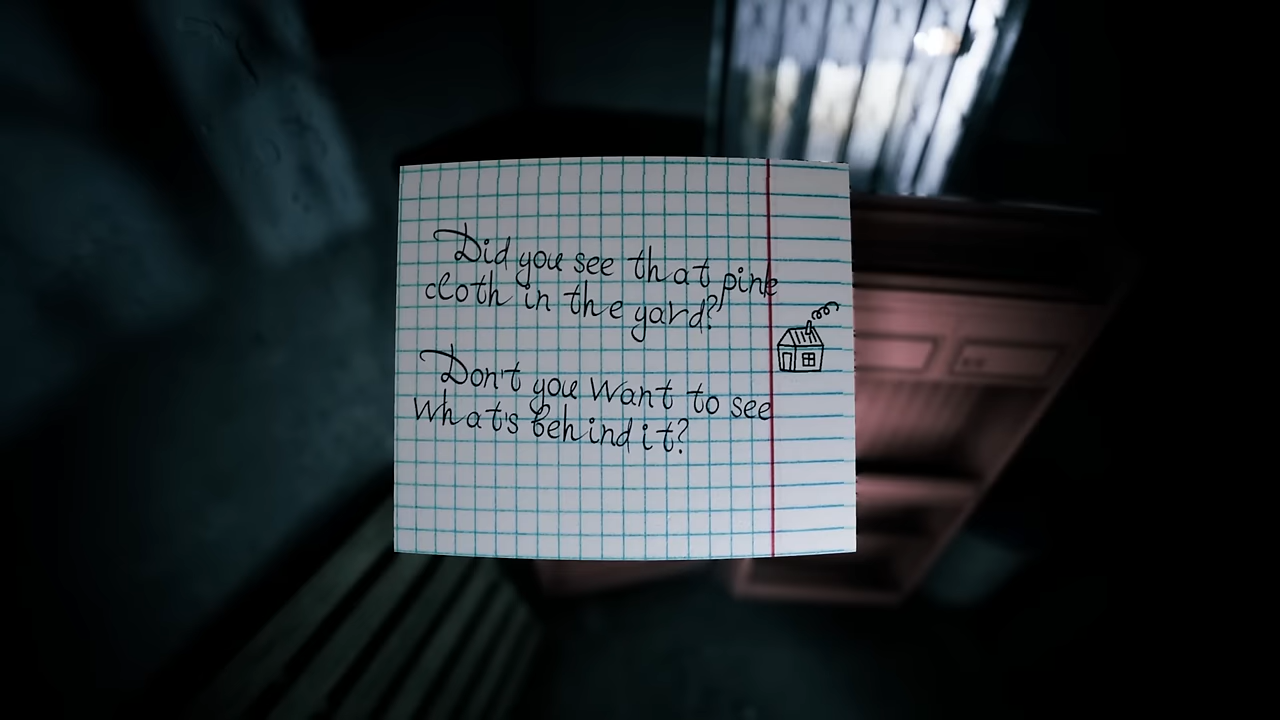 Did you see that pink
cloth in the yard?
Don't you want to see
what's behind it?